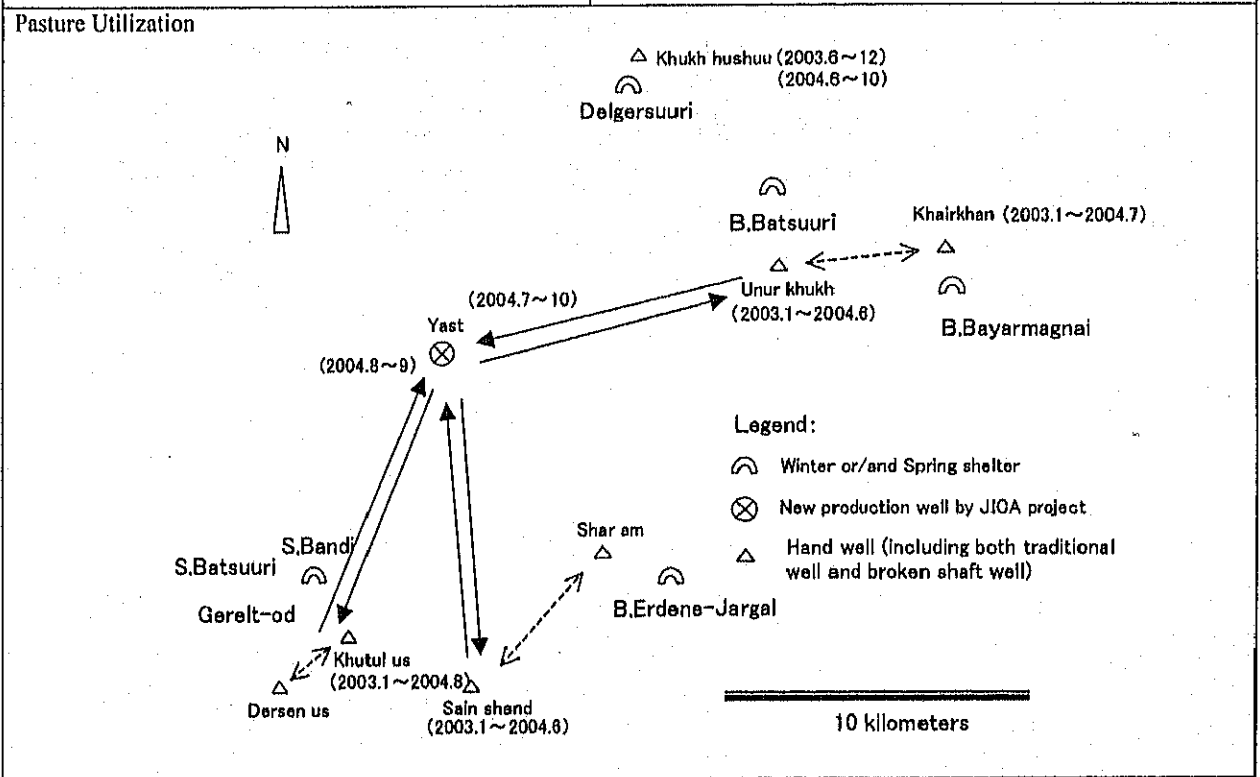 Pasture Utilization
Khukh hushuu (2003.6~12)
(2004.6~10)
Delgersuuri
N
B.Batsuuri
Khairkhan (2003.1~2004.7)
Unur khukh
(2003.1~2004.6)
B.Bayarmagnai
(2004.7~10)
Yast
(2004.8~9)
Legend:
Winter or/and Spring shelter
New production well by JICA project
Hand well (including both traditional
well and broken shaft well)
Shar am
B.Erdene-Jargal
S.Bandi
S.Batsuuri
Gerelt-od
Khutul us
(2003.1~2004.8)
Dersen us
Sain shand
(2003.1~2004.6)
10 kilometers